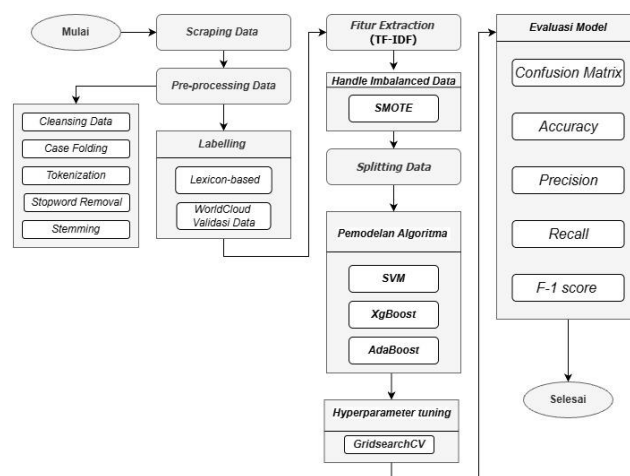 Mulai
Scraping Data
Pre-processing Data
Cleansing Data
Case Folding
Tokenization
Stopword Removal
Stemming
Labelling
Lexicon-based
WorldCloud
Validasi Data
Fitur Extraction
(TF-IDF)
Handle Imbalanced Data
SMOTE
Splitting Data
Pemodelan Algoritma
SVM
XgBoost
AdaBoost
Hyperparameter tuning
GridsearchCV
Evaluasi Model
Confusion Matrix
Accuracy
Precision
Recall
F-1 score
Selesai